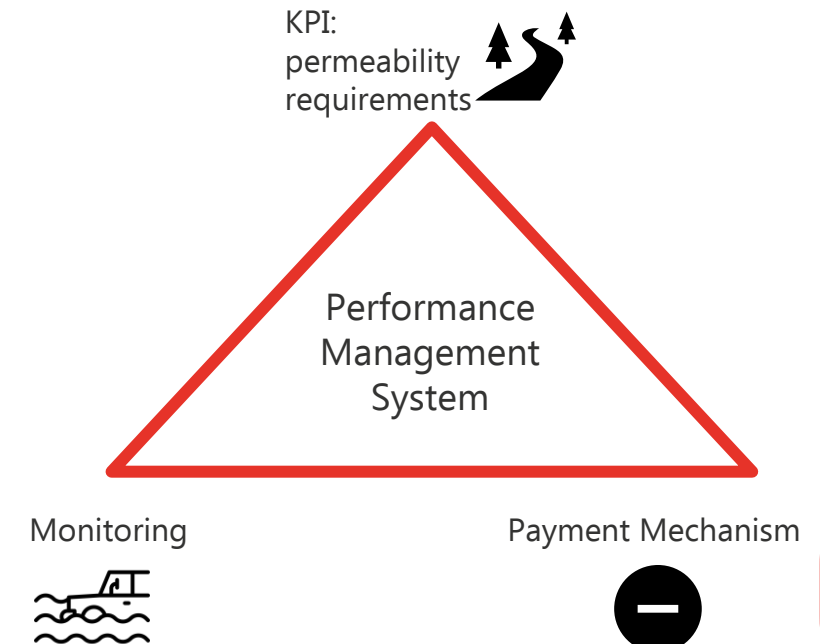 KPI:
permeability
requirements
Performance
Management
System
Monitoring
Payment Mechanism